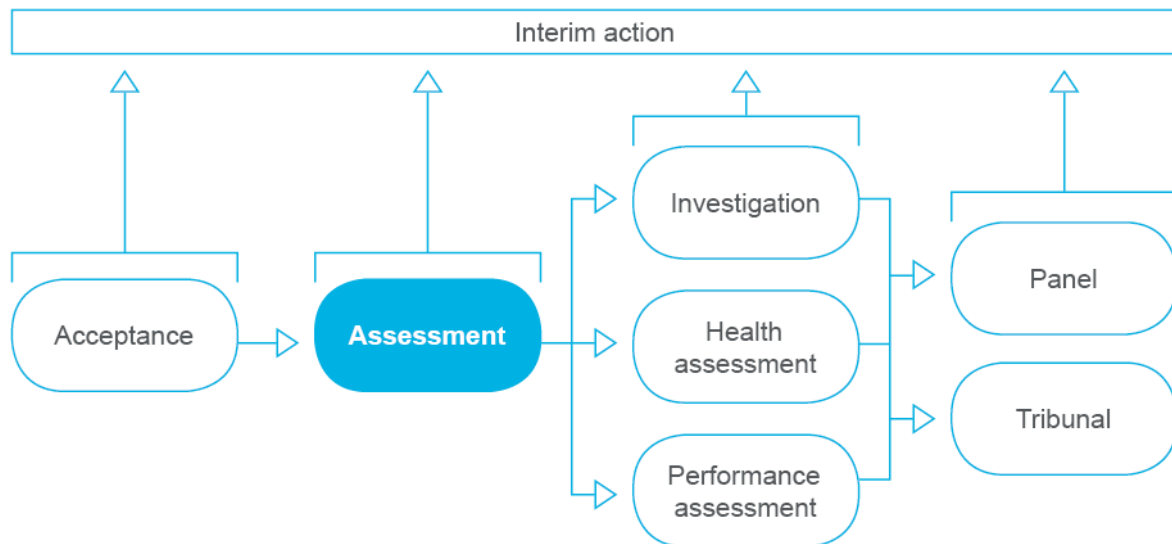 Interim action
Acceptance
Assessment
Investigation
Health
assessment
Performance
assessment
Panel
Tribunal